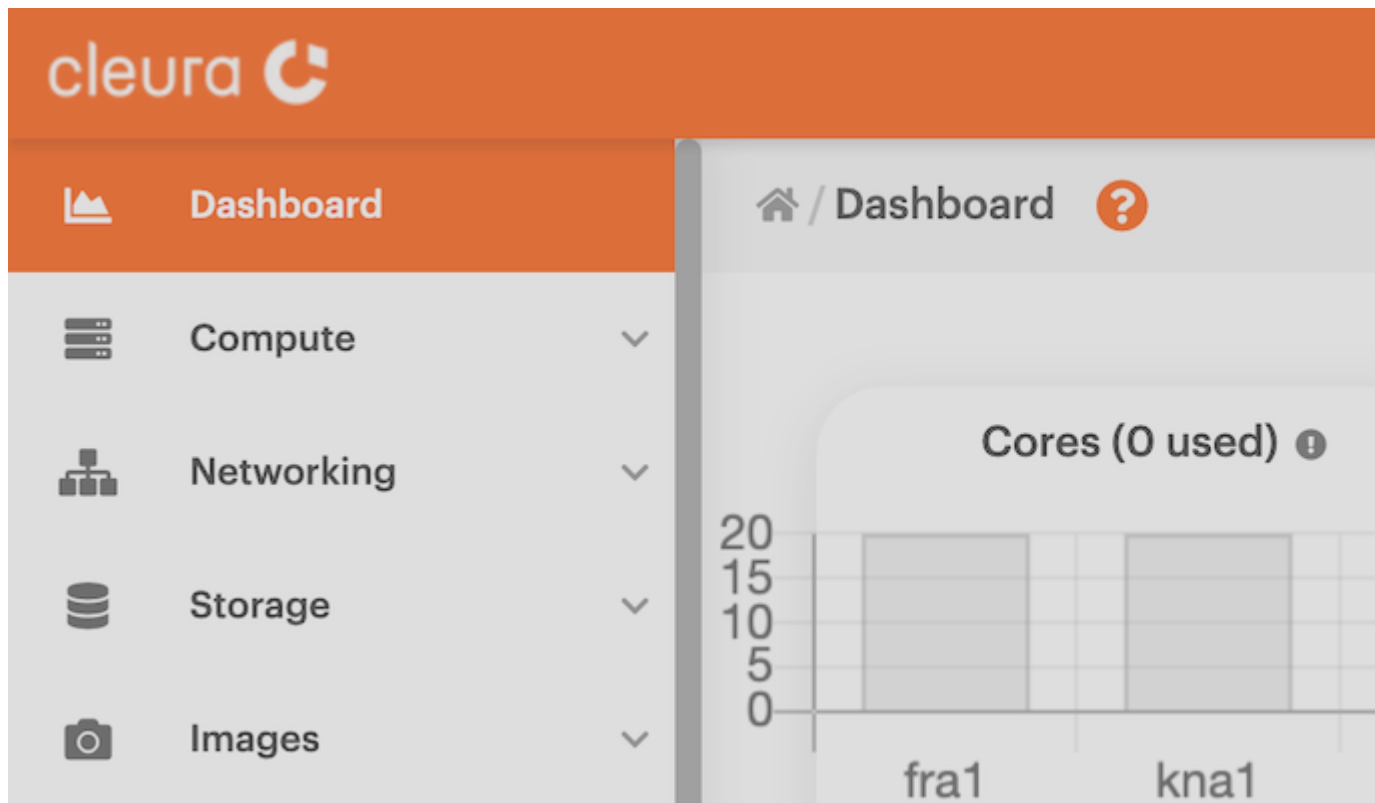 cleura
Dashboard
Compute
Networking
Storage
Images
/ Dashboard ?
Cores (0 used) !
20
15
10
5
0
fra1 kna1